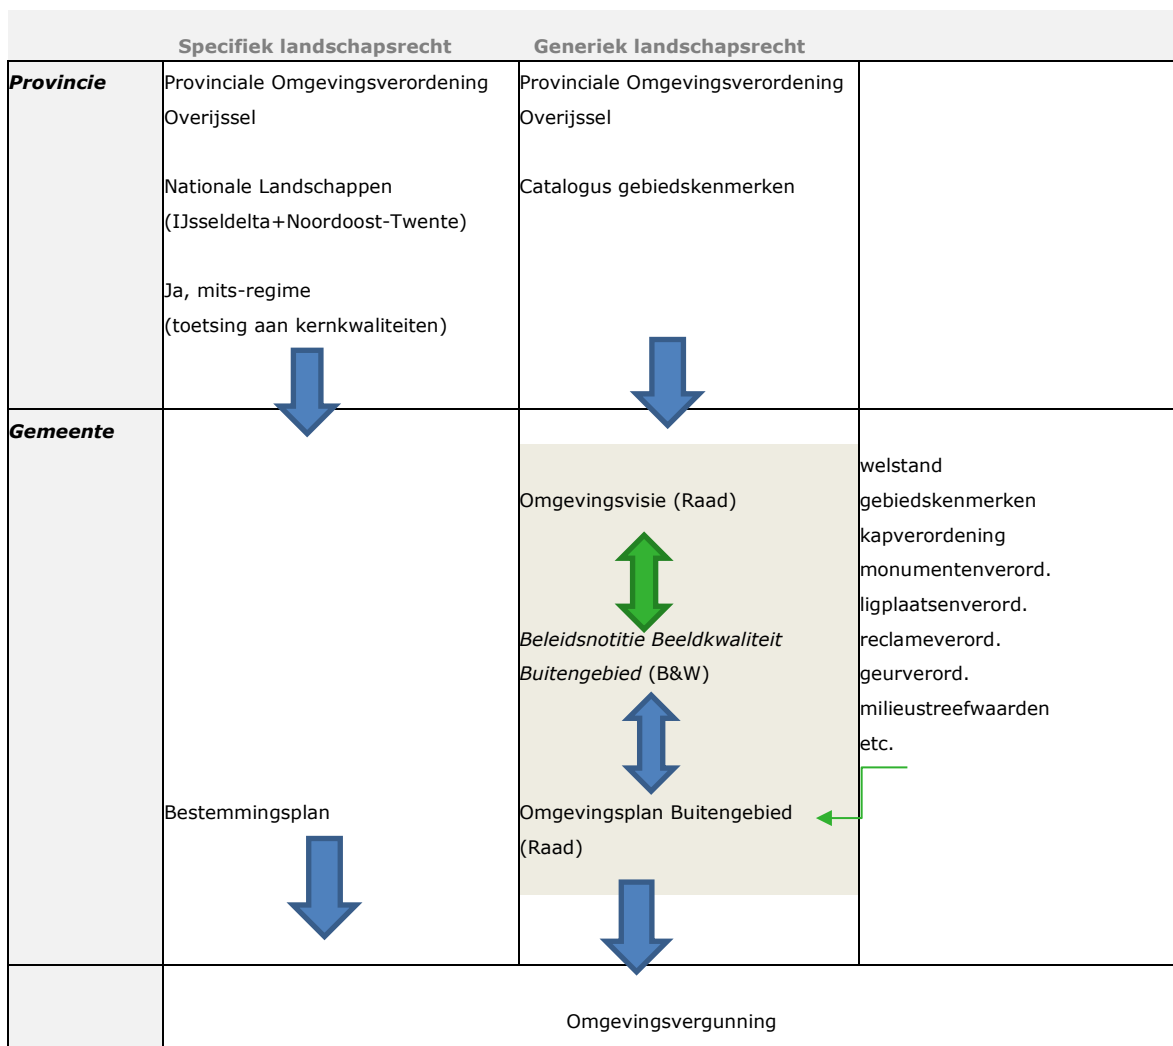 Specifiek landschapsrecht
Generiek landschapsrecht
Provincie
Provinciale Omgevingsverordening
Overijssel
Nationale Landschappen
(IJsseldelta+Noordoost-Twente)
Ja, mits-regime
(toetsing aan kernkwaliteiten)
Provinciale Omgevingsverordening
Overijssel
Catalogus gebiedskenmerken
Gemeente
Bestemmingsplan
Omgevingsvisie (Raad)
Beleidsnotitie Beeldkwaliteit
Buitengebied (B&W)
Omgevingsplan Buitengebied
(Raad)
welstand
gebiedskenmerken
kapverordening
monumentenverord.
ligplaatsenverord.
reclameverord.
geurverord.
milieustreefwaarden
etc.
Omgevingsvergunning